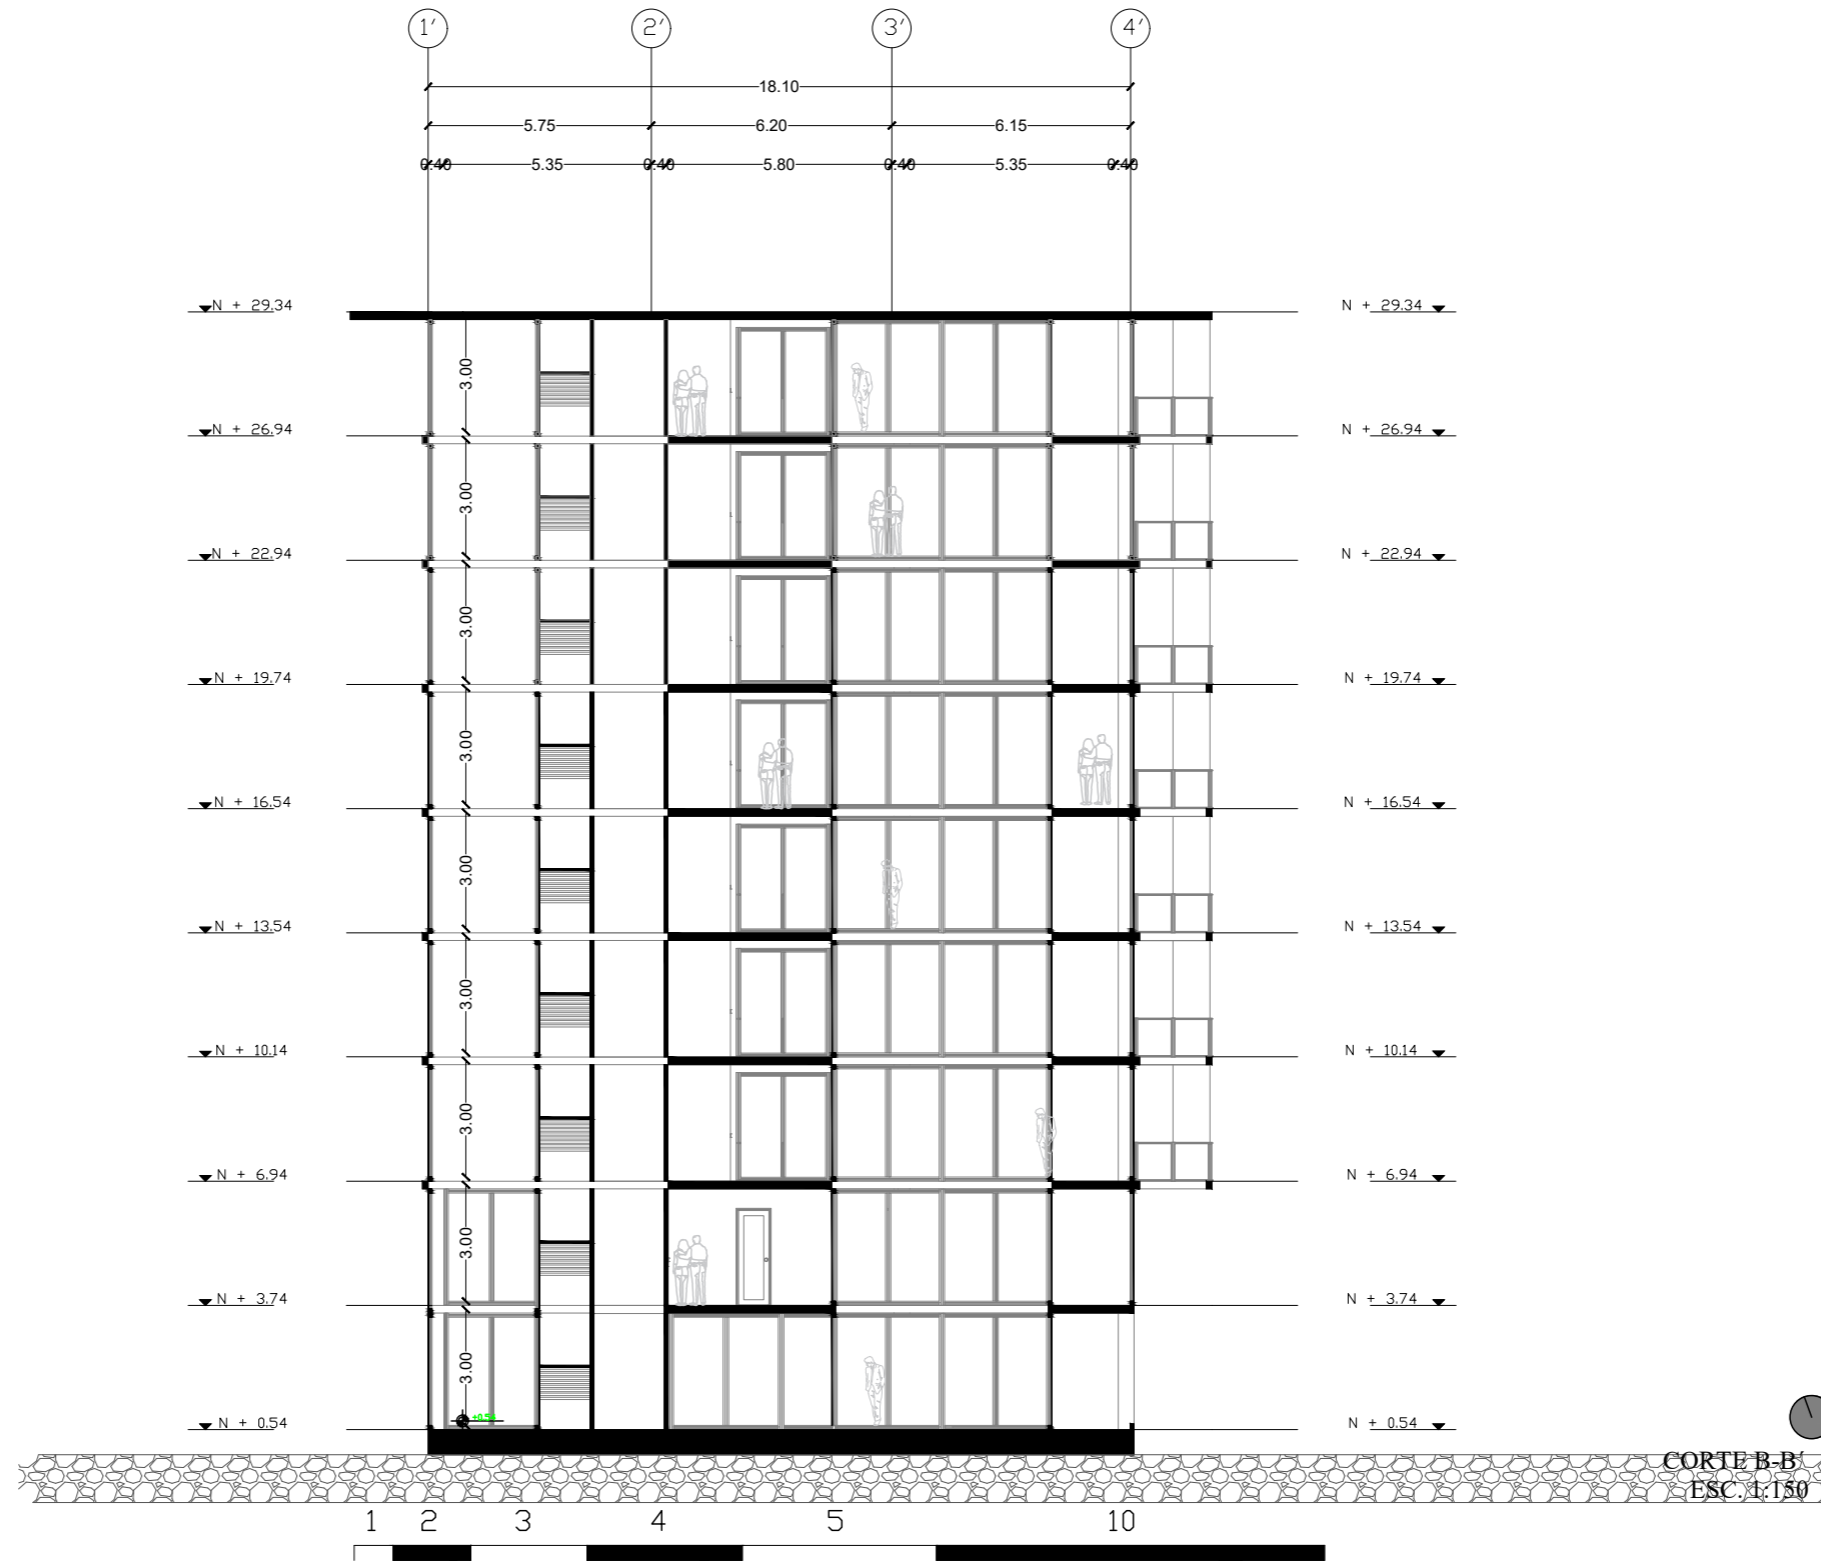 1' 2' 3' 4'
18.10
5.75 6.20 6.15
0.40 5.35 0.40 5.80 0.40 5.35 0.40
N + 29.34 N + 29.34
3.00
N + 26.94 N + 26.94
3.00
N + 22.94 N + 22.94
3.00
N + 19.74 N + 19.74
3.00
N + 16.54 N + 16.54
3.00
N + 13.54 N + 13.54
3.00
N + 10.14 N + 10.14
3.00
N + 6.94 N + 6.94
3.00
N + 3.74 N + 3.74
3.00
+0.54
N + 0.54 N + 0.54
CORTE B-B'
ESC. 1:150
1 2 3 4 5 10